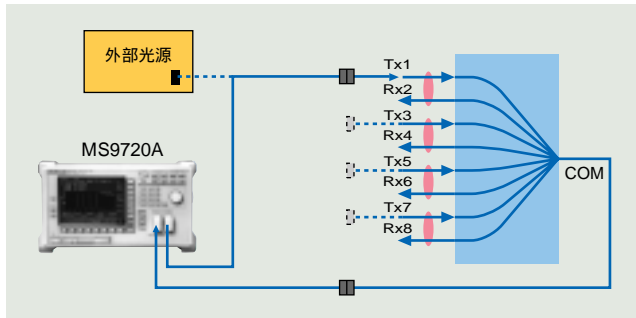 外部光源
MS9720A
Tx1
Rx2
Tx3
Rx4
Tx5
Rx6
Tx7
Rx8
COM